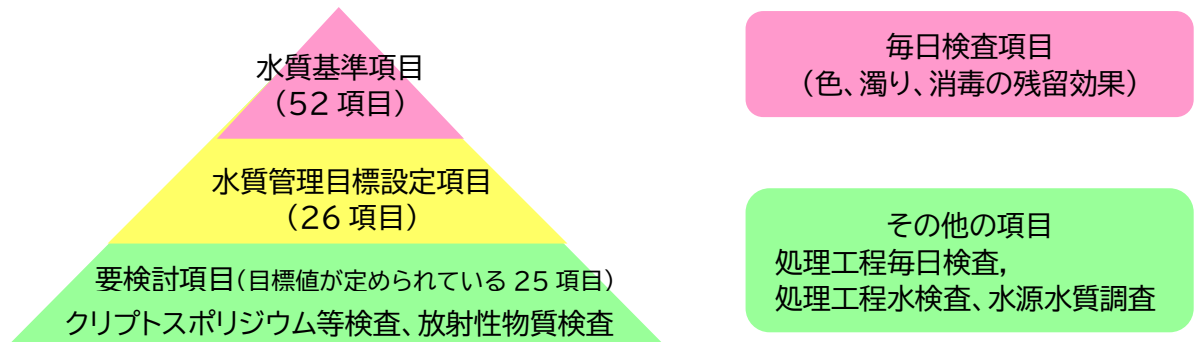 水質基準項目
（52 項目）
水質管理目標設定項目
（26 項目）
要検討項目（目標値が定められている 25 項目）
クリプトスポリジウム等検査、放射性物質検査
毎日検査項目
（色、濁り、消毒の残留効果）
その他の項目
処理工程毎日検査，
処理工程水検査、水源水質調査